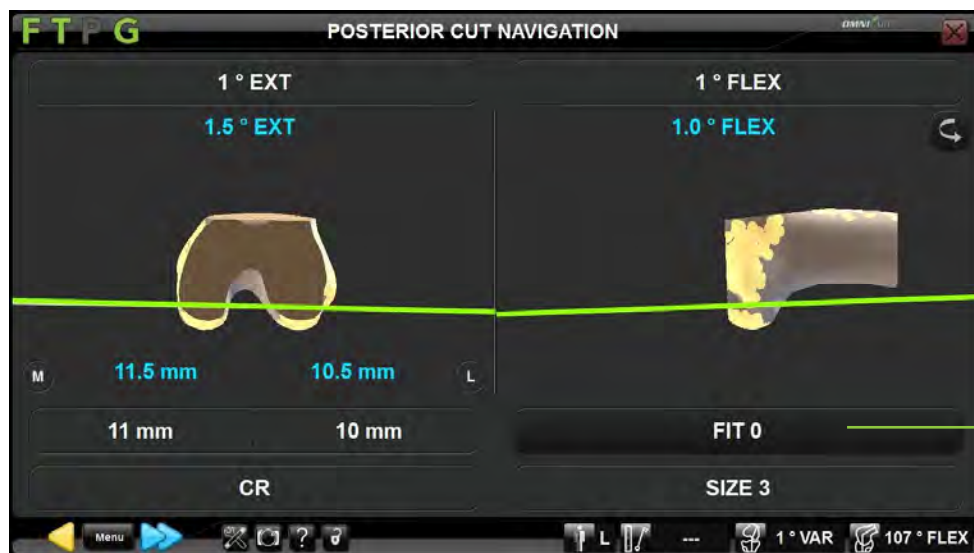 F T P G
POSTERIOR CUT NAVIGATION
1 ° EXT
1 ° FLEX
1.5 ° EXT
1.0 ° FLEX
M
11.5 mm
10.5 mm
L
11 mm
10 mm
FIT 0
CR
SIZE 3
Menu
?
L
---
1 ° VAR
107 ° FLEX